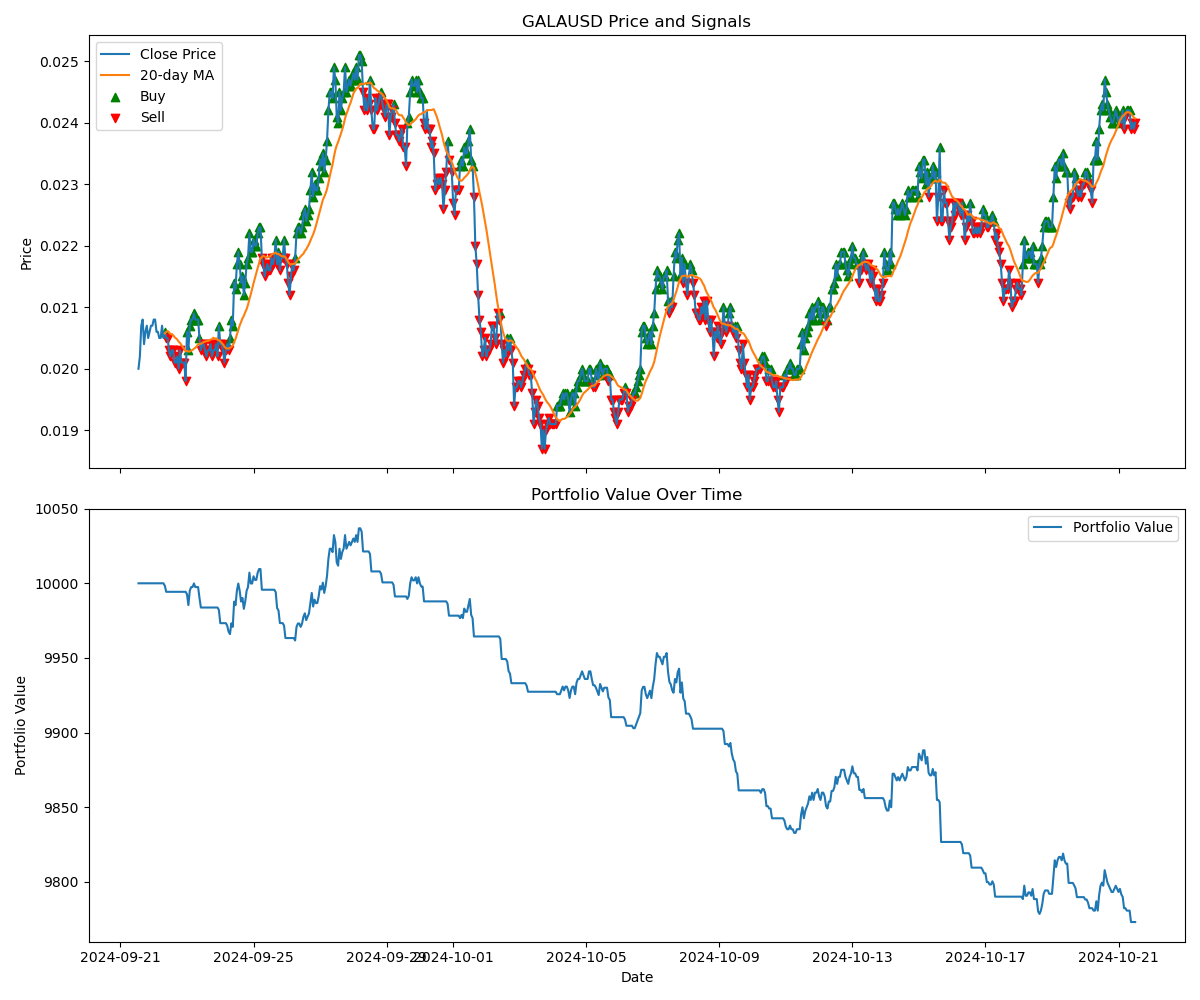 GALAUSD Price and Signals
Close Price
20-day MA
Buy
Sell
Price
0.025
0.024
0.023
0.022
0.021
0.020
0.019
Portfolio Value Over Time
Portfolio Value
Portfolio Value
10050
10000
9950
9900
9850
9800
2024-09-21
2024-09-25
2024-09-29
2024-10-01
2024-10-05
2024-10-09
2024-10-13
2024-10-17
2024-10-21
Date